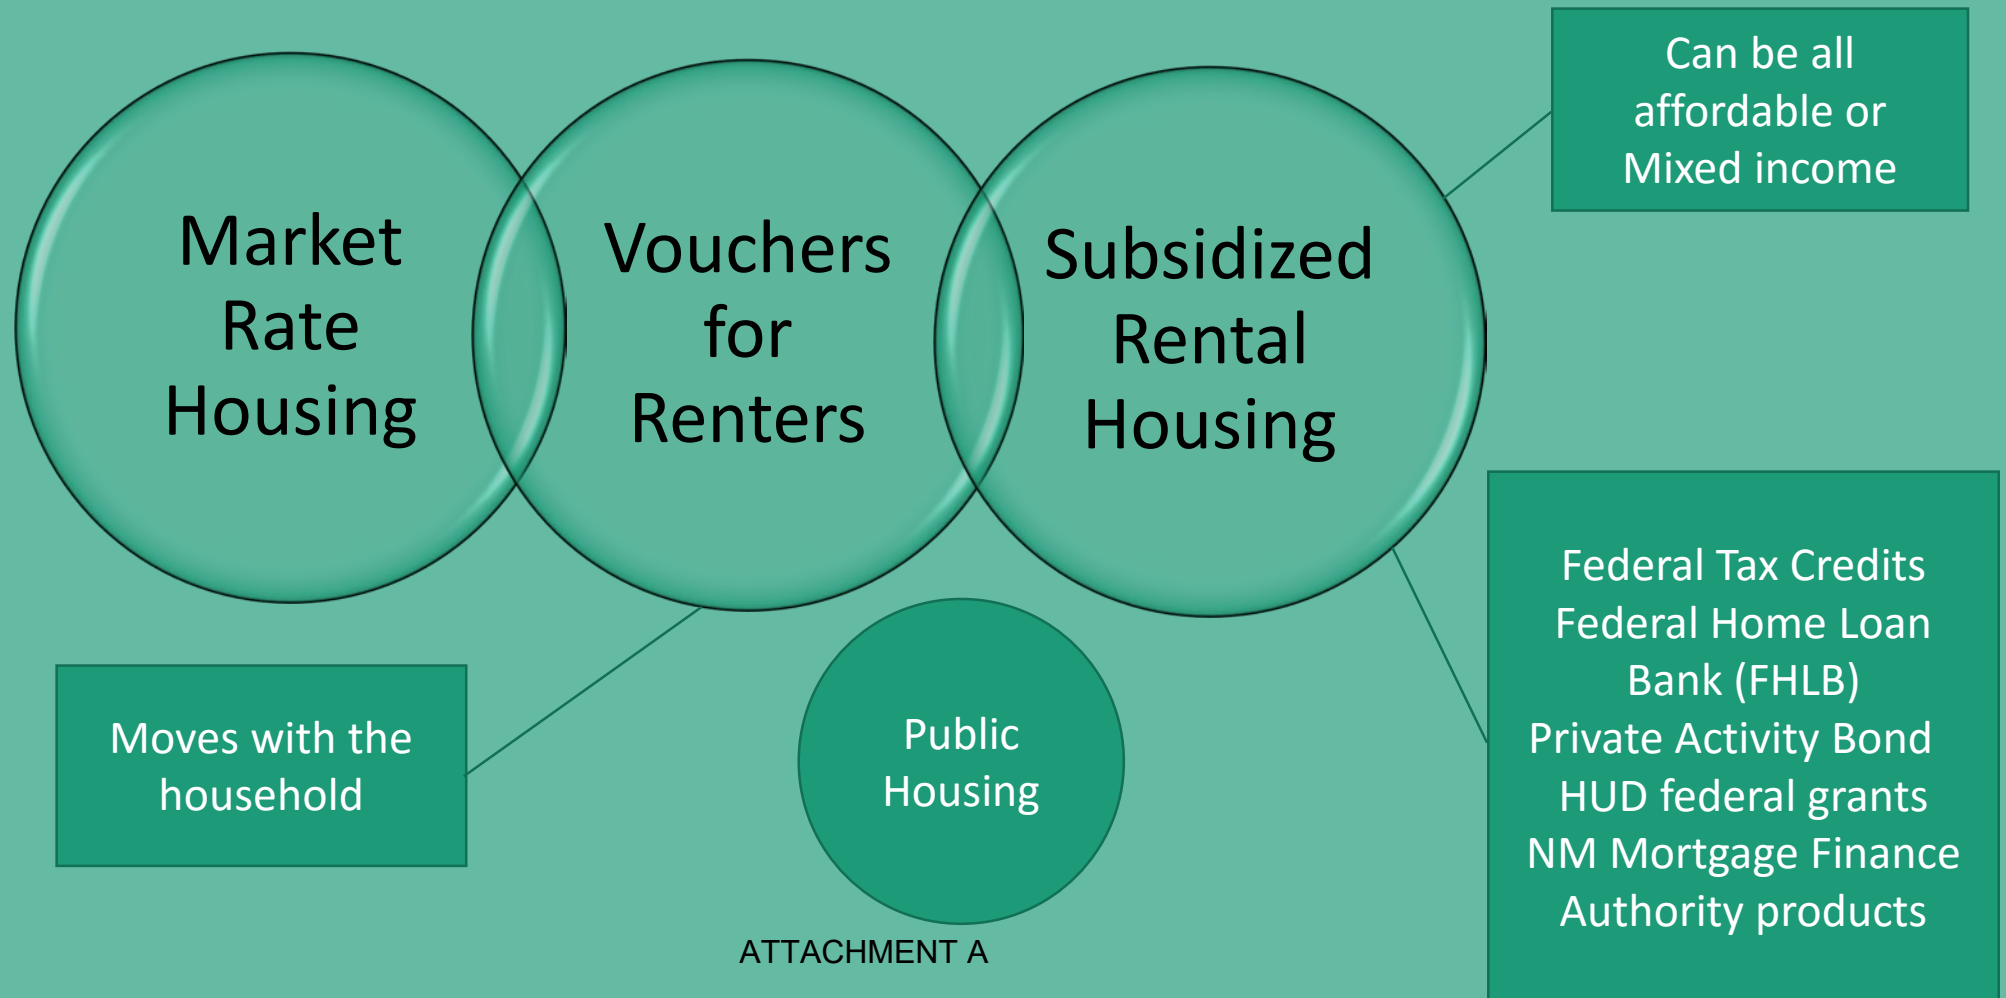 Market
Rate
Housing
Vouchers
for
Renters
Subsidized
Rental
Housing
Can be all
affordable or
Mixed income
Moves with the
household
Public
Housing
Federal Tax Credits
Federal Home Loan
Bank (FHLB)
Private Activity Bond
HUD federal grants
NM Mortgage Finance
Authority products
ATTACHMENT A